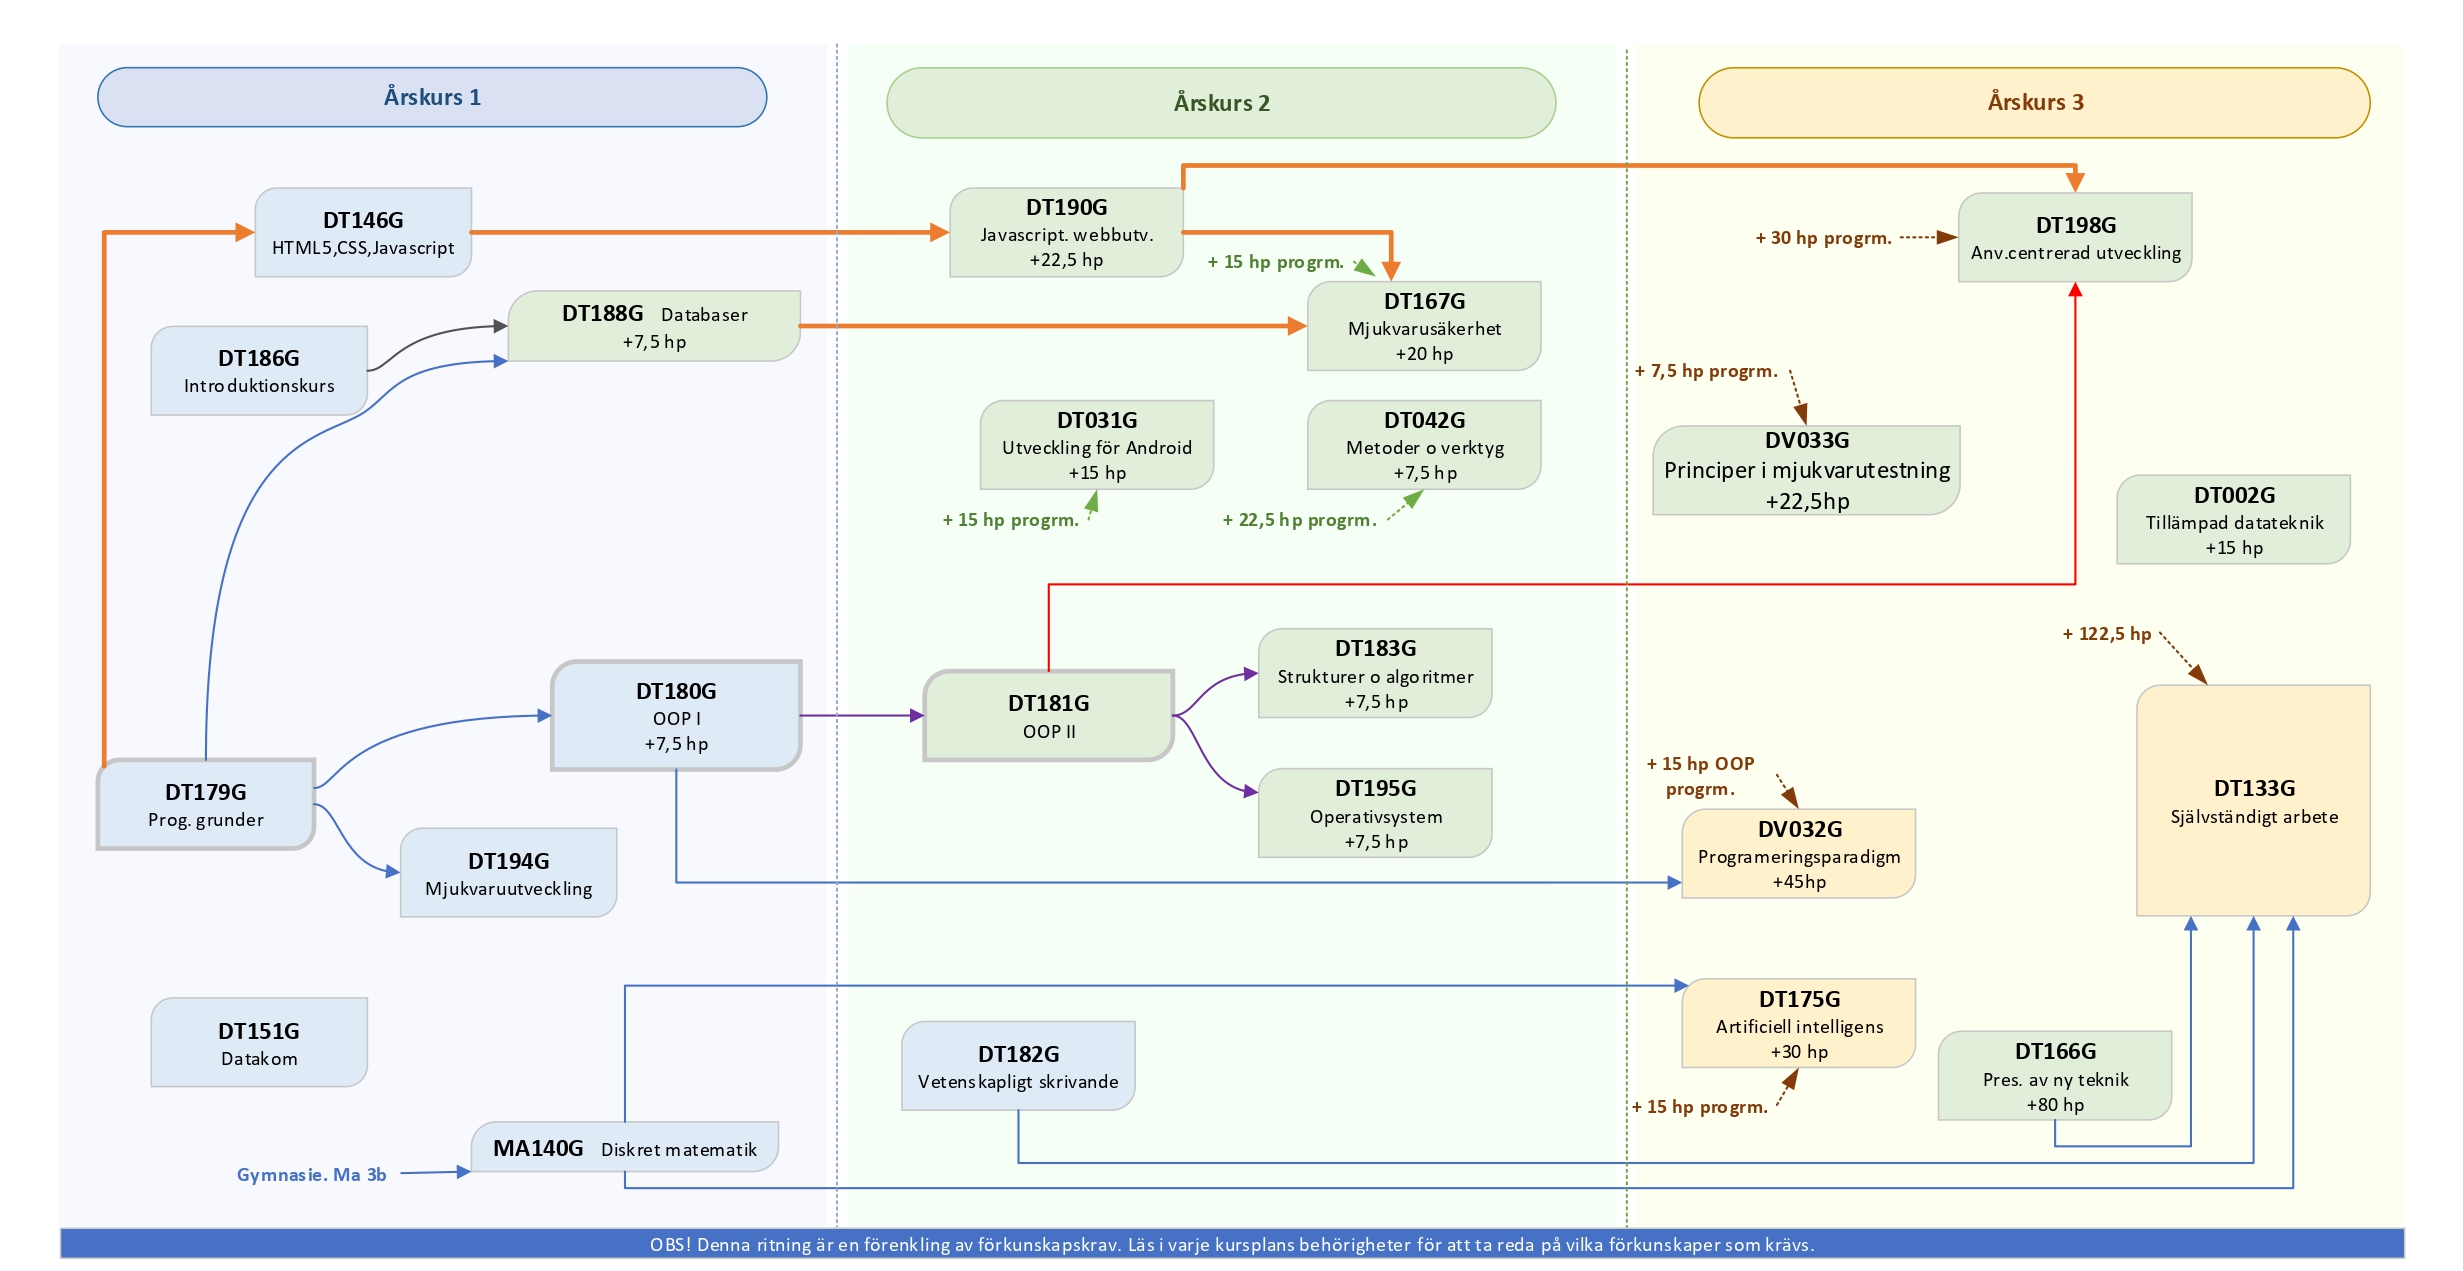 Årskurs 1
Årskurs 2
Årskurs 3
DT146G
HTML5,CSS,Javascript
DT190G
Javascript. webbutv.
+22,5 hp
+ 15 hp progrm.
+ 30 hp progrm.
DT198G
Anv.centrerad utveckling
DT188G Databaser
+7,5 hp
DT167G
Mjukvarusäkerhet
+20 hp
DT186G
Introduktionskurs
+ 7,5 hp progrm.
DT031G
Utveckling för Android
+15 hp
+ 15 hp progrm.
DT042G
Metoder o verktyg
+7,5 hp
+ 22,5 hp progrm.
DV033G
Principer i mjukvarutestning
+22,5hp
DT002G
Tillämpad datateknik
+15 hp
+ 122,5 hp
DT180G
OOP I
+7,5 hp
DT181G
OOP II
DT183G
Strukturer o algoritmer
+7,5 hp
DT195G
Operativsystem
+7,5 hp
DT179G
Prog. grunder
DT194G
Mjukvaruutveckling
+ 15 hp OOP
progrm.
DV032G
Programeringsparadigm
+45hp
DT133G
Självständigt arbete
DT151G
Datakom
DT182G
Vetenskapligt skrivande
DT175G
Artificiell intelligens
+30 hp
+ 15 hp progrm.
DT166G
Pres. av ny teknik
+80 hp
MA140G Diskret matematik
Gymnasie. Ma 3b
OBS! Denna ritning är en förenkling av förkunskapskrav. Läs i varje kursplans behörigheter för att ta reda på vilka förkunskaper som krävs.